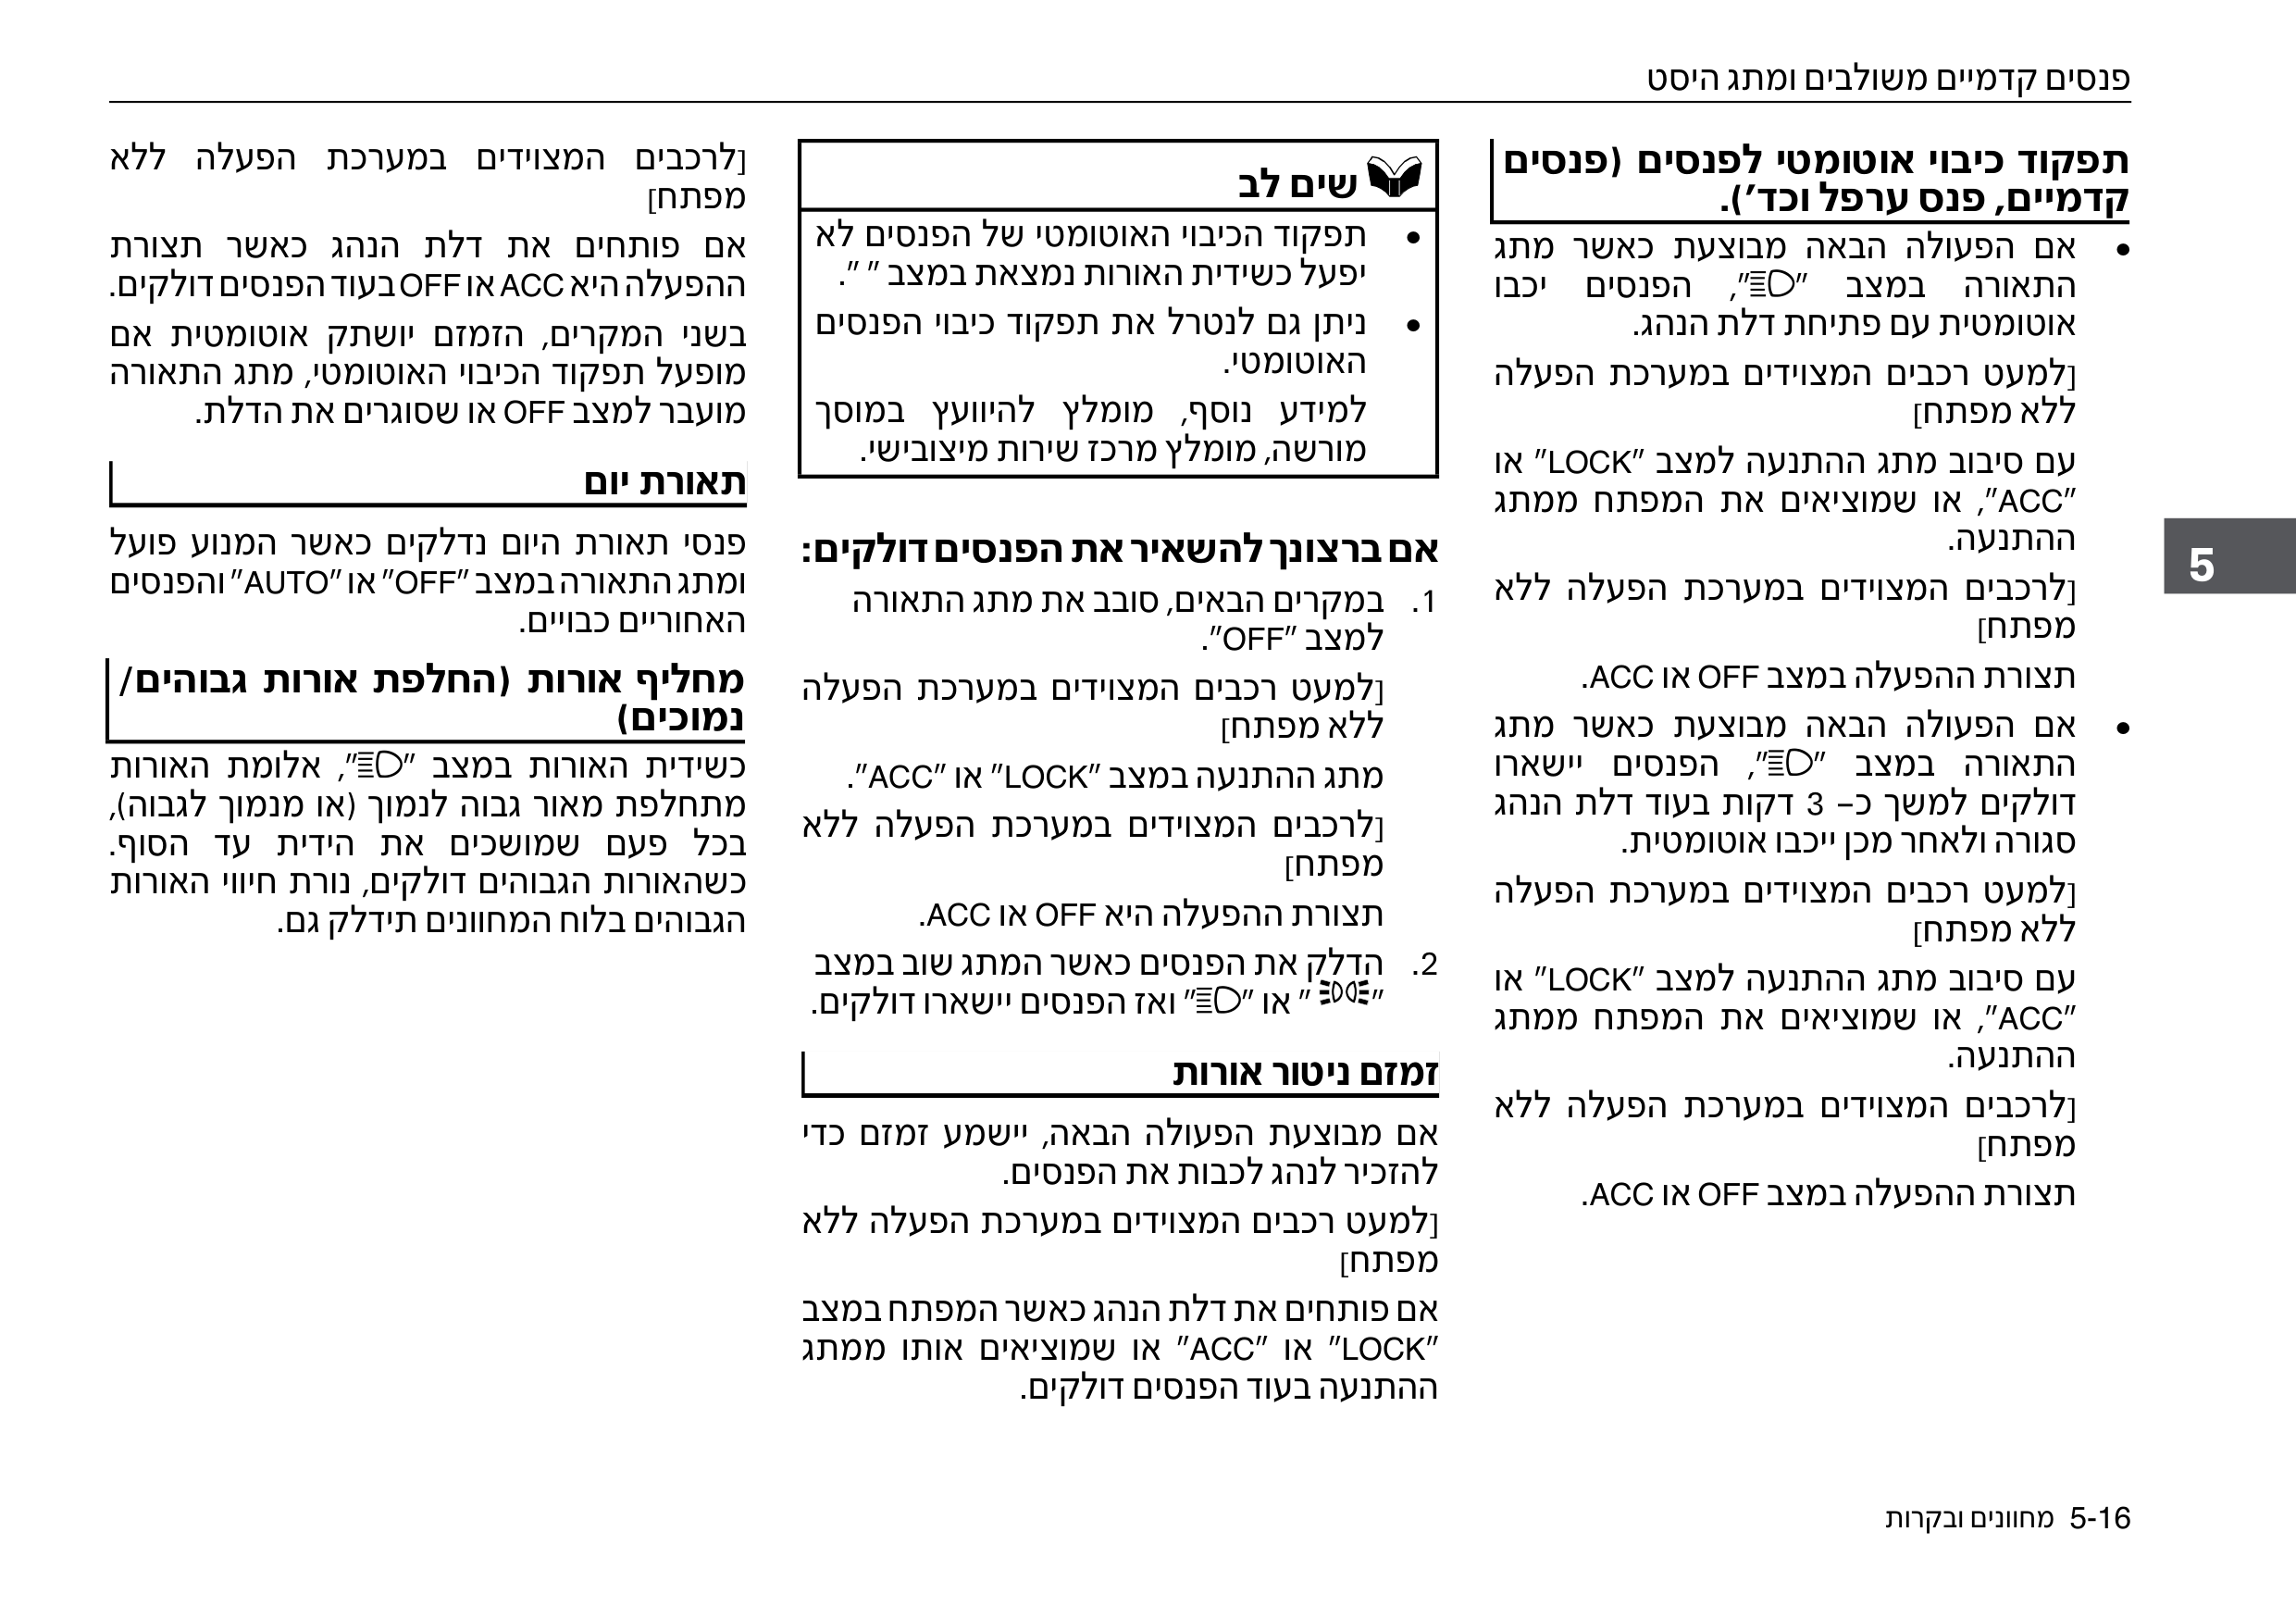 פנסים קדמיים משולבים ומתג היסט
תפקוד כיבוי אוטומטי לפנסים (פנסים
קדמיים, פנס ערפל וכד').
• אם הפעולה הבאה מבוצעת כאשר מתג
התאורה במצב "", הפנסים יכבו
אוטומטית עם פתיחת דלת הנהג.
[למעט רכבים המצוידים במערכת הפעלה
ללא מפתח]
עם סיבוב מתג ההתנעה למצב "LOCK" או
"ACC", או שמוציאים את המפתח ממתג
ההתנעה.
[לרכבים המצוידים במערכת הפעלה ללא
מפתח]
תצורת ההפעלה במצב OFF או ACC.
• אם הפעולה הבאה מבוצעת כאשר מתג
התאורה במצב "", הפנסים יישארו
דולקים למשך כ– 3 דקות בעוד דלת הנהג
סגורה ולאחר מכן ייכבו אוטומטית.
[למעט רכבים המצוידים במערכת הפעלה
ללא מפתח]
עם סיבוב מתג ההתנעה למצב "LOCK" או
"ACC", או שמוציאים את המפתח ממתג
ההתנעה.
[לרכבים המצוידים במערכת הפעלה ללא
מפתח]
תצורת ההפעלה במצב OFF או ACC.
שים לב
• תפקוד הכיבוי האוטומטי של הפנסים לא
יפעל כשידית האורות נמצאת במצב " ".
• ניתן גם לנטרל את תפקוד כיבוי הפנסים
האוטומטי.
למידע נוסף, מומלץ להיוועץ במוסך
מורשה, מומלץ מרכז שירות מיצובישי.
אם ברצונך להשאיר את הפנסים דולקים:
1. במקרים הבאים, סובב את מתג התאורה
למצב "OFF".
[למעט רכבים המצוידים במערכת הפעלה
ללא מפתח]
מתג ההתנעה במצב "LOCK" או "ACC".
[לרכבים המצוידים במערכת הפעלה ללא
מפתח]
תצורת ההפעלה היא OFF או ACC.
2. הדלק את הפנסים כאשר המתג שוב במצב
" " או "" ואז הפנסים יישארו דולקים.
זמזם ניטור אורות
אם מבוצעת הפעולה הבאה, יישמע זמזם כדי
להזכיר לנהג לכבות את הפנסים.
[למעט רכבים המצוידים במערכת הפעלה ללא
מפתח]
אם פותחים את דלת הנהג כאשר המפתח במצב
"LOCK" או "ACC" או שמוציאים אותו ממתג
ההתנעה בעוד הפנסים דולקים.
[לרכבים המצוידים במערכת הפעלה ללא
מפתח]
אם פותחים את דלת הנהג כאשר תצורת
ההפעלה היא ACC או OFF בעוד הפנסים דולקים.
בשני המקרים, הזמזם יושתק אוטומטית אם
מופעל תפקוד הכיבוי האוטומטי, מתג התאורה
מועבר למצב OFF או שסוגרים את הדלת.
תאורת יום
פנסי תאורת היום נדלקים כאשר המנוע פועל
ומתג התאורה במצב "OFF" או "AUTO" והפנסים
האחוריים כבויים.
מחליף אורות (החלפת אורות גבוהים/
נמוכים)
כשידית האורות במצב "", אלומת האורות
מתחלפת מאור גבוה לנמוך (או מנמוך לגבוה),
בכל פעם שמושכים את הידית עד הסוף.
כשהאורות הגבוהים דולקים, נורת חיווי האורות
הגבוהים בלוח המחוונים תידלק גם.
5
5-16 מחוונים ובקרות